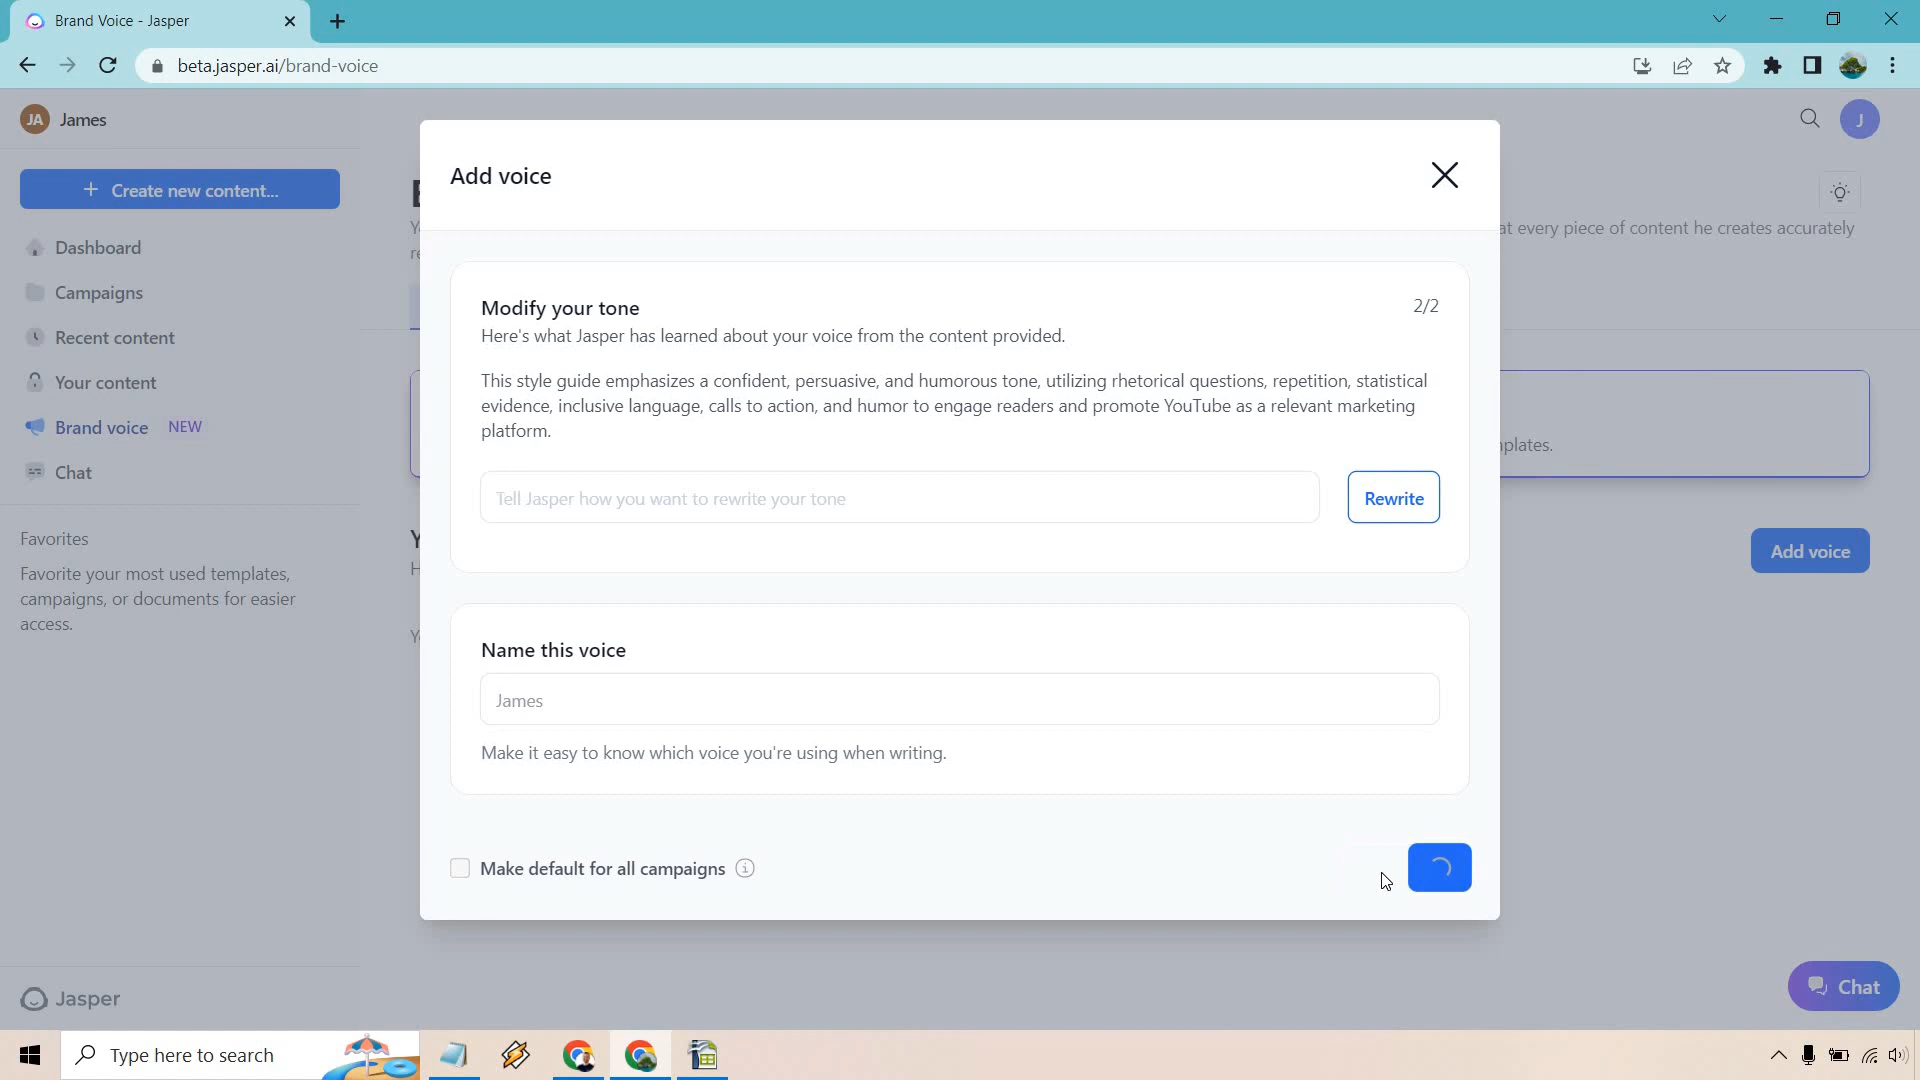 Brand Voice - Jasper
beta.jasper.ai/brand-voice
JA James
J
Create new content...
Dashboard
Campaigns
Recent content
Your content
Brand voice NEW
Chat
Favorites
Favorite your most used templates,
campaigns, or documents for easier
access.
Jasper
at every piece of content he creates accurately
mplates.
Add voice
Add voice
Modify your tone 2/2
Here's what Jasper has learned about your voice from the content provided.
This style guide emphasizes a confident, persuasive, and humorous tone, utilizing rhetorical questions, repetition, statistical
evidence, inclusive language, calls to action, and humor to engage readers and promote YouTube as a relevant marketing
platform.
Tell Jasper how you want to rewrite your tone
Rewrite
Name this voice
James
Make it easy to know which voice you're using when writing.
Make default for all campaigns
Chat
Type here to search